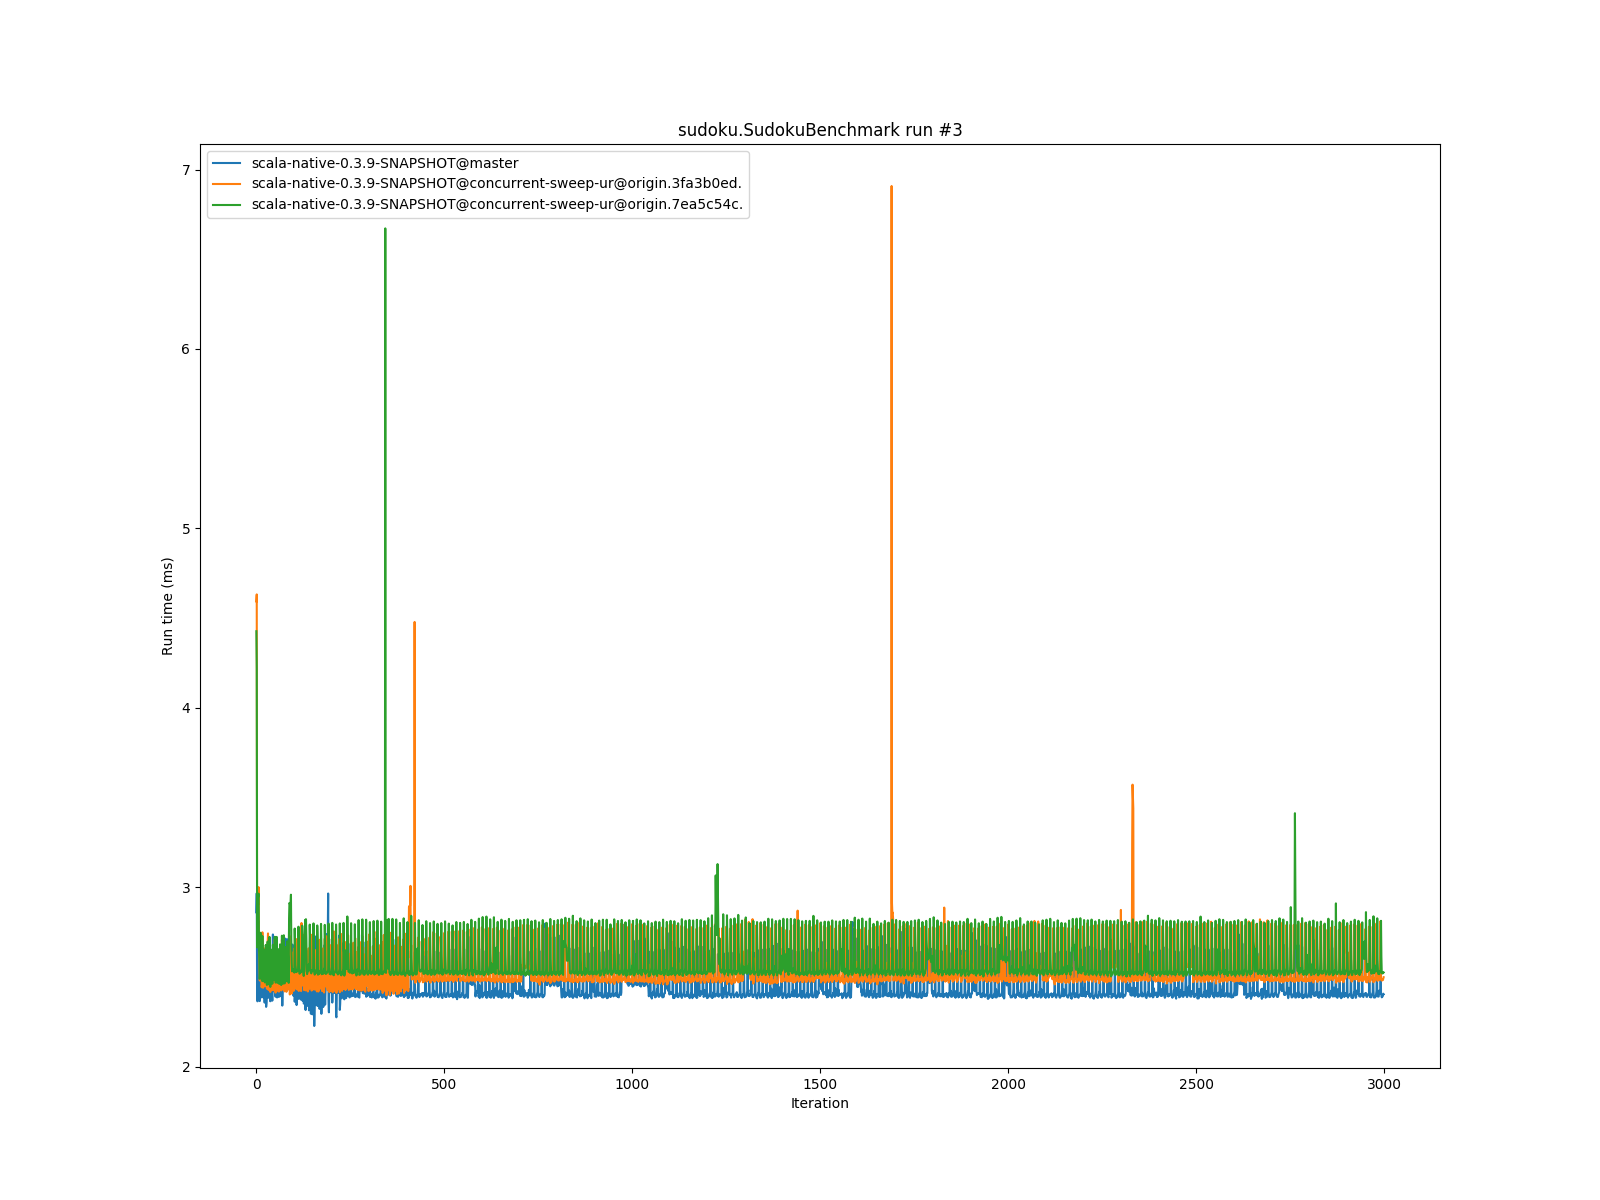 sudoku.SudokuBenchmark run #3
scala-native-0.3.9-SNAPSHOT@master
scala-native-0.3.9-SNAPSHOT@concurrent-sweep-ur@origin.3fa3b0ed.
scala-native-0.3.9-SNAPSHOT@concurrent-sweep-ur@origin.7ea5c54c.
7
6
5
4
3
2
Run time (ms)
0 500 1000 1500 2000 2500 3000
Iteration